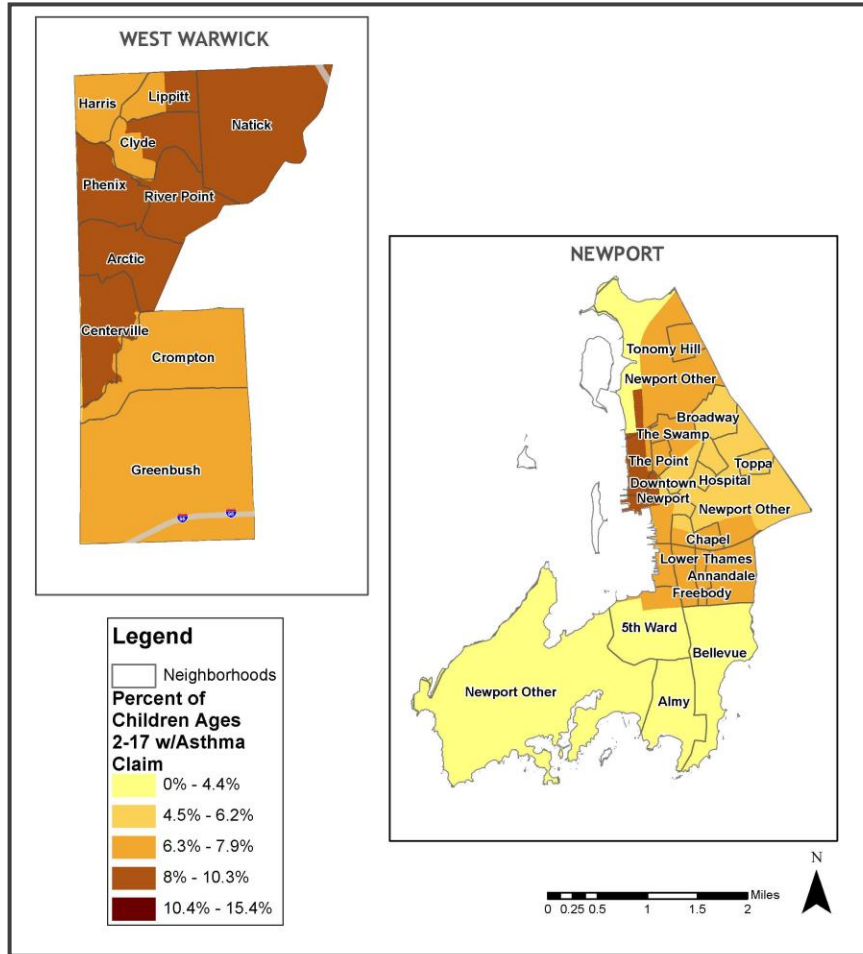 WEST WARWICK
Harris
Lippitt
Natick
Clyde
Phenix
River Point
Arctic
Centerville
Crompton
Greenbush
NEWPORT
Tonomy Hill
Newport Other
Broadway
The Swamp
The Point
Toppa
Downtown
Hospital
Newport
Newport Other
Chapel
Lower Thames
Annandale
Freebody
5th Ward
Bellevue
Newport Other
Almy
Legend
Neighborhoods
Percent of
Children Ages
2-17 w/Asthma
Claim
0% - 4.4%
4.5% - 6.2%
6.3% - 7.9%
8% - 10.3%
10.4% - 15.4%
N
Miles
0 0.25 0.5 1 1.5 2